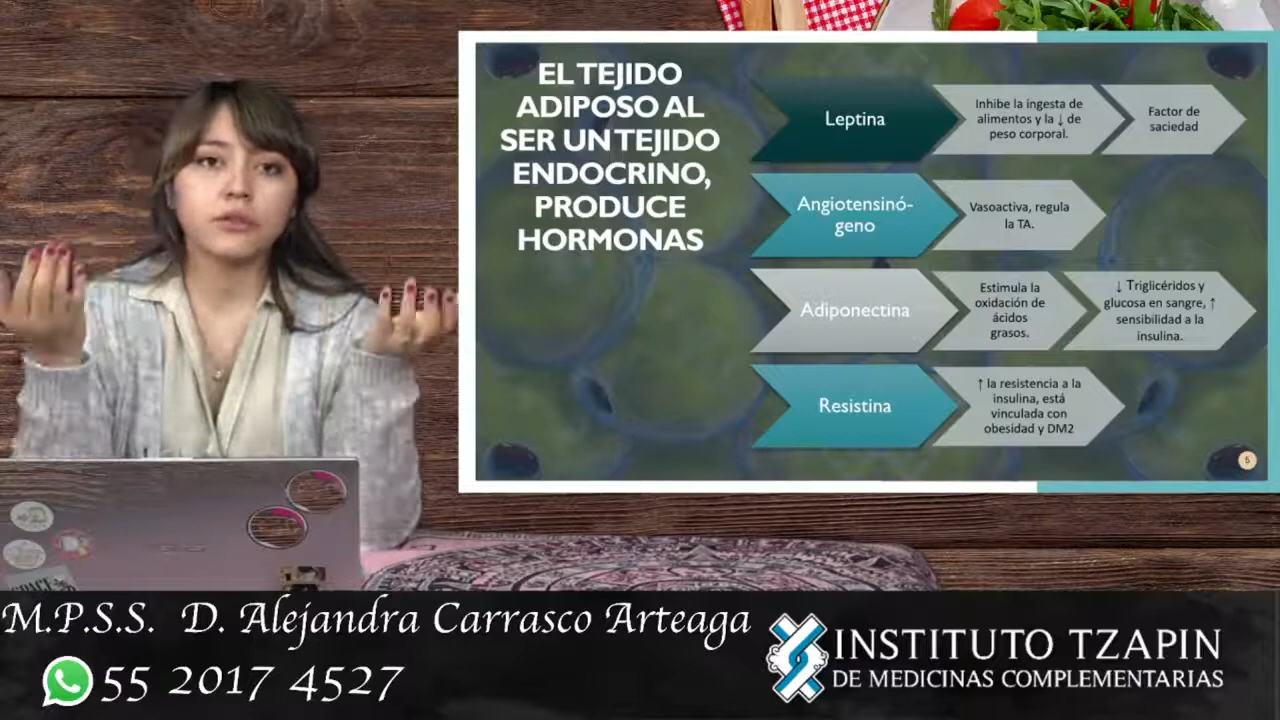 EL TEJIDO
ADIPOSO AL
SER UN TEJIDO
ENDOCRINO,
PRODUCE
HORMONAS
Leptina
Inhibe la ingesta de
alimentos y la ↓ de
peso corporal.
Factor de
saciedad
Angiotensinó-
geno
Vasoactiva, regula
la TA.
Adiponectina
Estimula la
oxidación de
ácidos
grasos.
↓ Triglicéridos y
glucosa en sangre, ↑
sensibilidad a la
insulina.
Resistina
↑ la resistencia a la
insulina, está
vinculada con
obesidad y DM2
5
SPACE
M.P.S.S. D. Alejandra Carrasco Arteaga
55 2017 4527
INSTITUTO TZAPIN
DE MEDICINAS COMPLEMENTARIAS